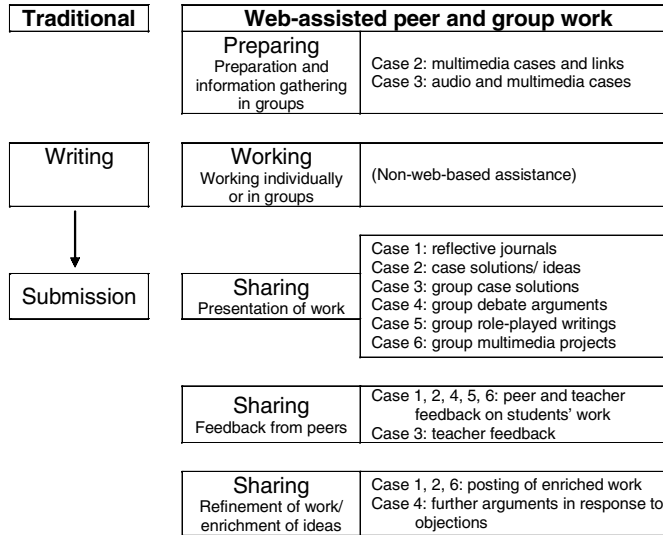 Traditional
Web-assisted peer and group work
Preparing
Preparation and
information gathering
in groups
Case 2: multimedia cases and links
Case 3: audio and multimedia cases
Writing
Working
Working individually
or in groups
(Non-web-based assistance)
Submission
Sharing
Presentation of work
Case 1: reflective journals
Case 2: case solutions/ ideas
Case 3: group case solutions
Case 4: group debate arguments
Case 5: group role-played writings
Case 6: group multimedia projects
Sharing
Feedback from peers
Case 1, 2, 4, 5, 6: peer and teacher
feedback on students' work
Case 3: teacher feedback
Sharing
Refinement of work/
enrichment of ideas
Case 1, 2, 6: posting of enriched work
Case 4: further arguments in response to
objections